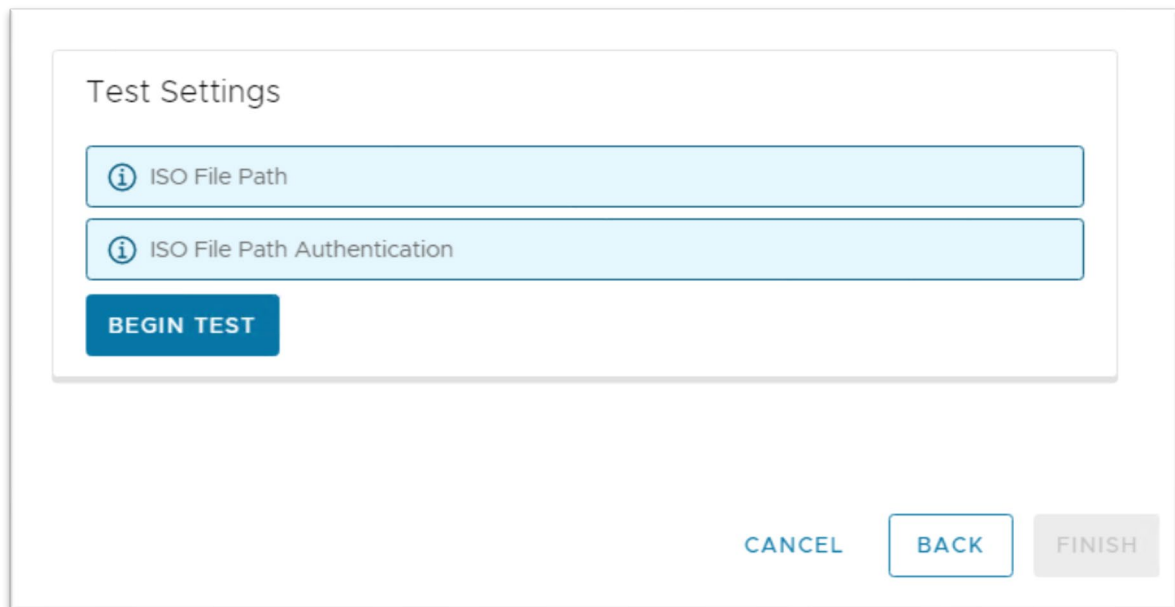 Test Settings
ISO File Path
ISO File Path Authentication
BEGIN TEST
CANCEL BACK FINISH